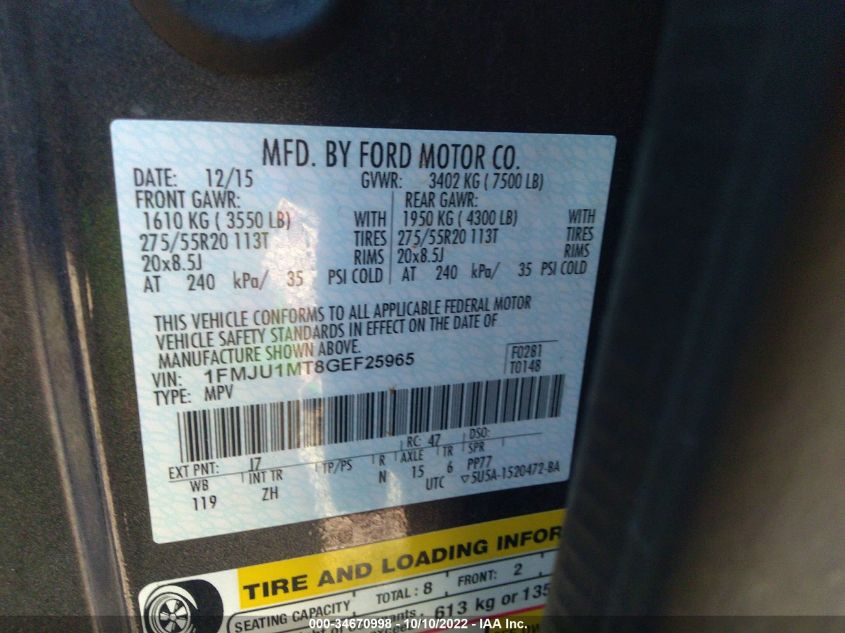 MFD. BY FORD MOTOR CO.
DATE: 12/15 GVWR: 3402 KG ( 7500 LB)
FRONT GAWR: REAR GAWR:
1610 KG ( 3550 LB) WITH 1950 KG ( 4300 LB) WITH
275/55R20 113T TIRES 275/55R20 113T TIRES
20x8.5J RIMS 20x8.5J RIMS
AT 240 kPa/ 35 PSI COLD AT 240 kPa/ 35 PSI COLD
THIS VEHICLE CONFORMS TO ALL APPLICABLE FEDERAL MOTOR
VEHICLE SAFETY STANDARDS IN EFFECT ON THE DATE OF
MANUFACTURE SHOWN ABOVE.
VIN: 1FMJU1MT8GEF25965 F0281
TYPE: MPV T0148
RC: 47 DSO:
EXT PNT: J7
WB INT TR TP/PS R AXLE TR SPR
119 ZH N 15 6 PP77
UTC ▽5U5A-1520472-BA
TIRE AND LOADING INFOR
SEATING CAPACITY TOTAL: 8 FRONT: 2
613 kg or 135
000-34670998 - 10/10/2022 - IAA Inc.